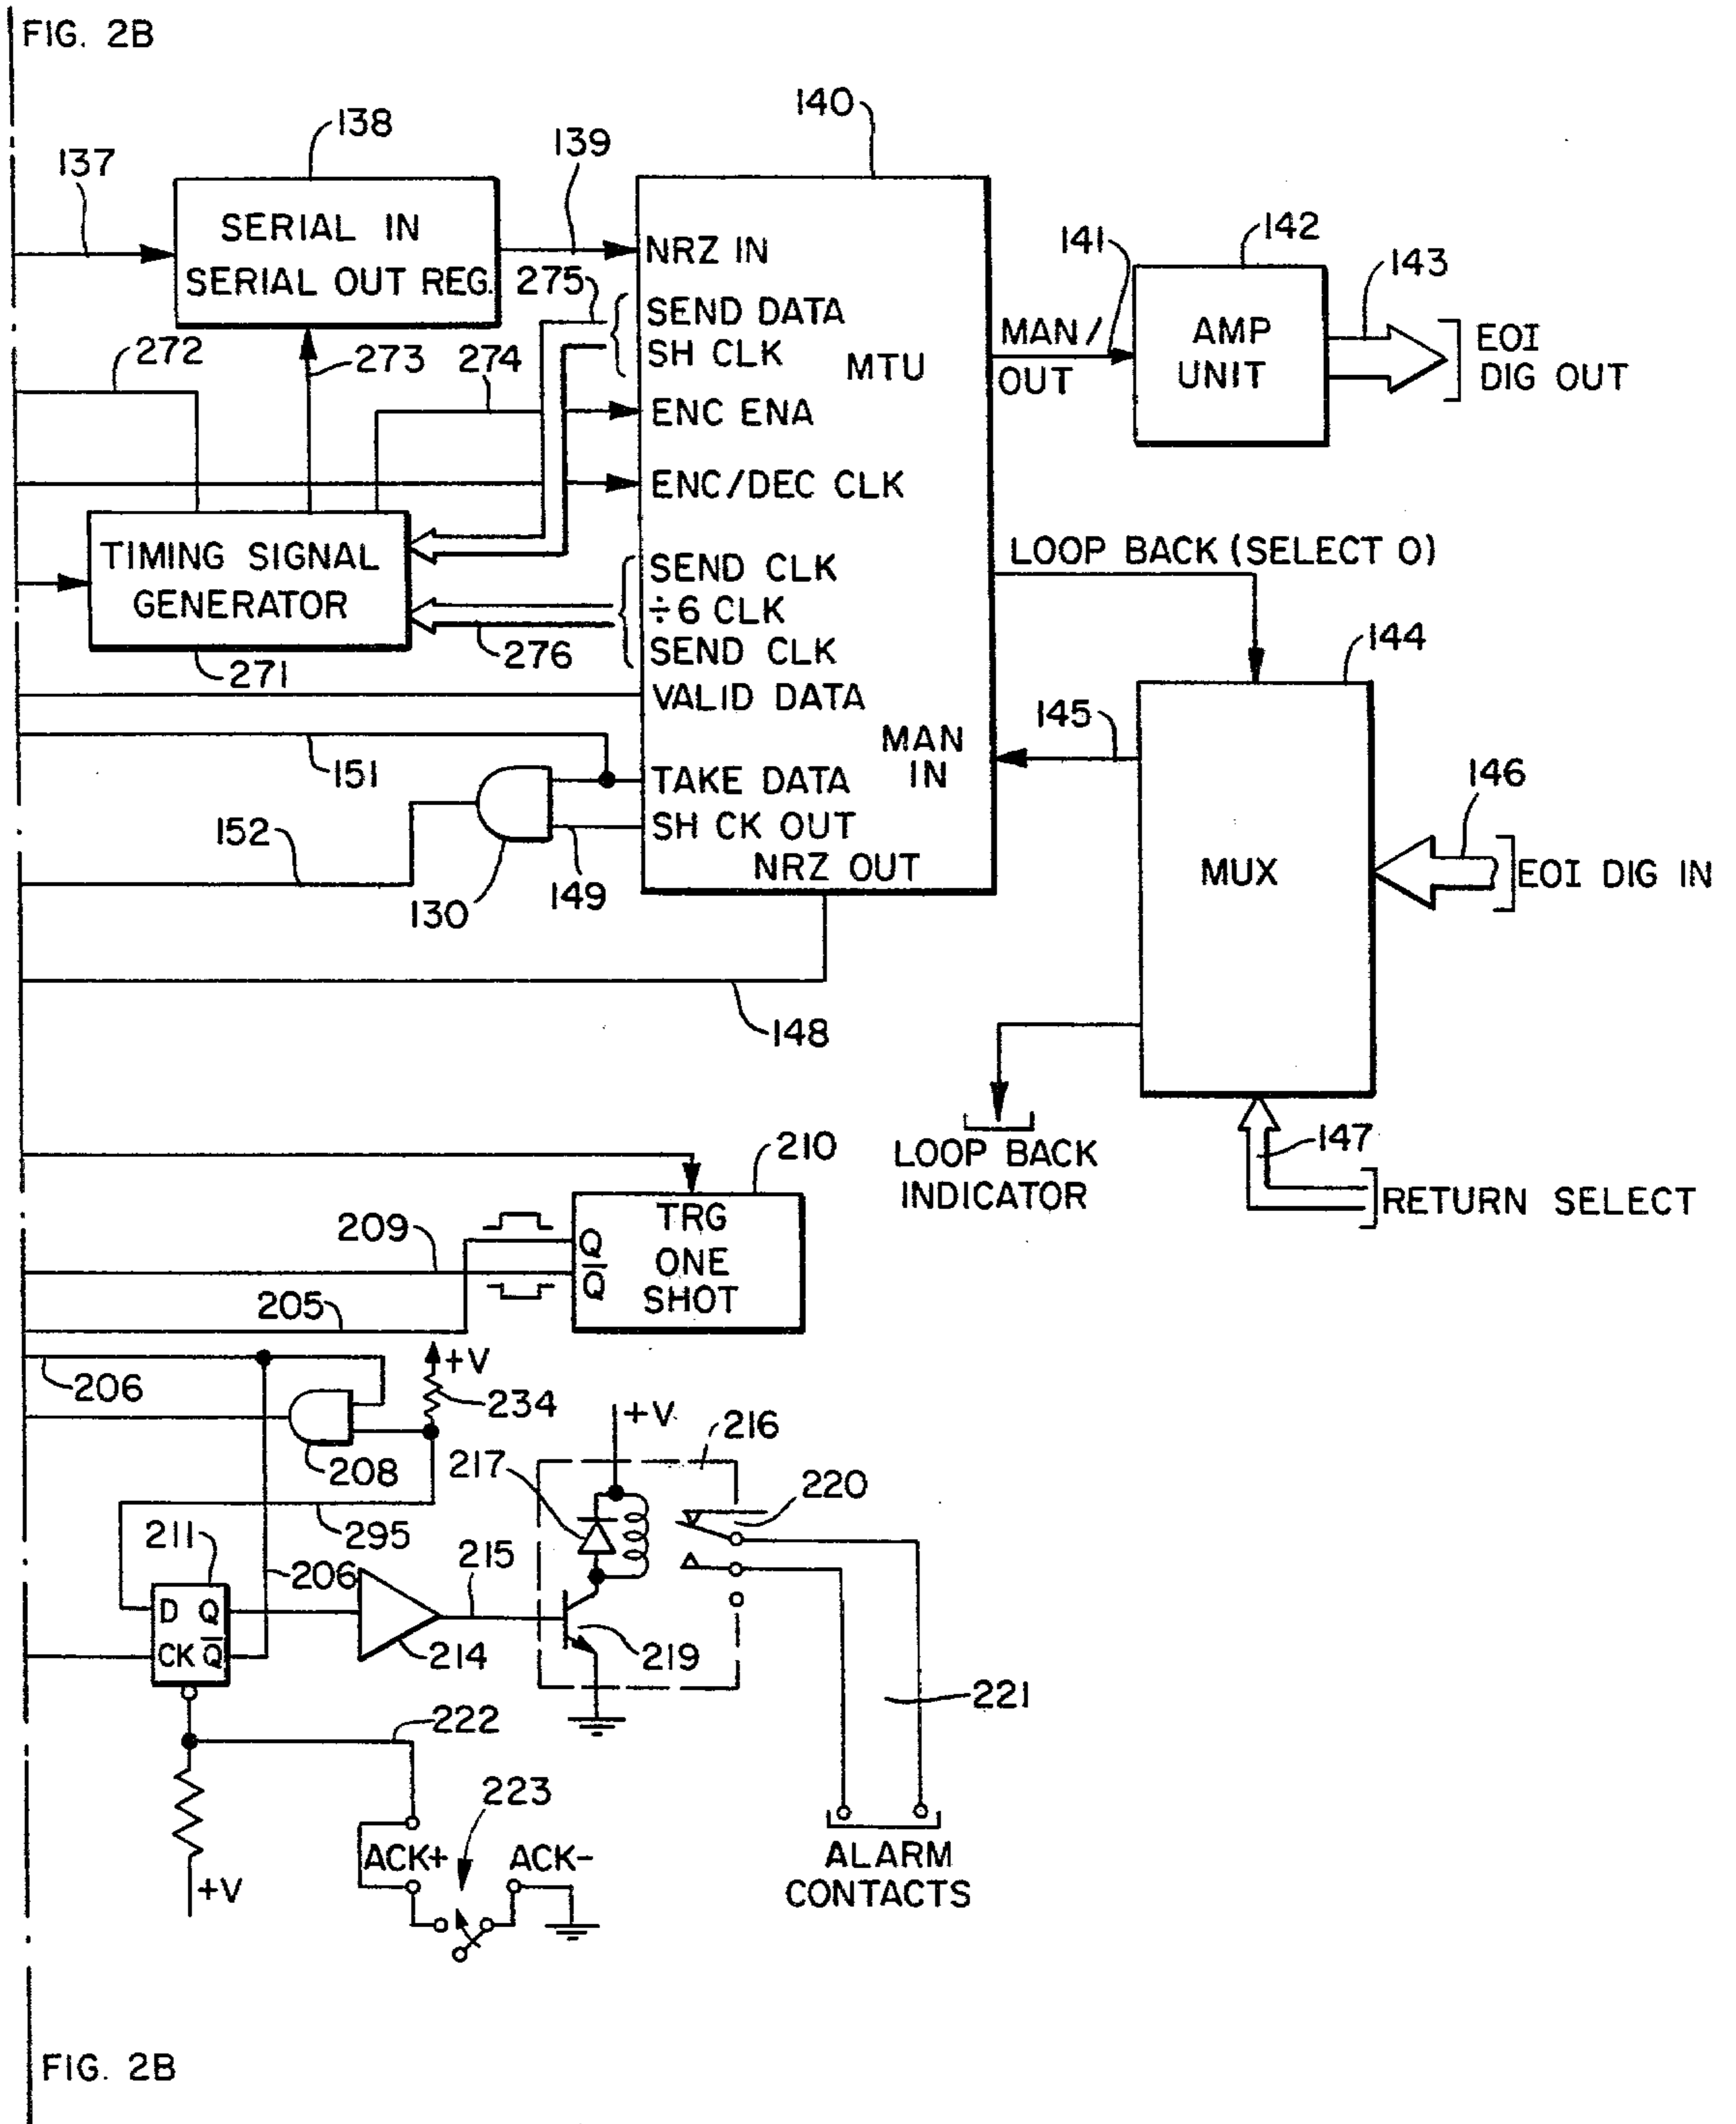 FIG. 2B
140
138
139
137
142
141
143
SERIAL IN
SERIAL OUT REG.
NRZ IN
275
SEND DATA
SH CLK
MTU
MAN/
OUT
AMP
UNIT
EOI
DIG OUT
272
273
274
ENC ENA
ENC/DEC CLK
TIMING SIGNAL
GENERATOR
SEND CLK
÷6 CLK
SEND CLK
276
271
LOOP BACK (SELECT 0)
144
VALID DATA
145
MAN
IN
151
TAKE DATA
146
152
SH CK OUT
NRZ OUT
MUX
EOI DIG IN
130
149
148
LOOP BACK
INDICATOR
147
RETURN SELECT
210
209
TRG
Q
ONE
Q̅
SHOT
205
+V
206
234
+V
216
208
217
220
295
211
206
215
D Q
CK Q̅
214
219
221
222
223
ACK+
ACK-
+V
ALARM
CONTACTS
FIG. 2B